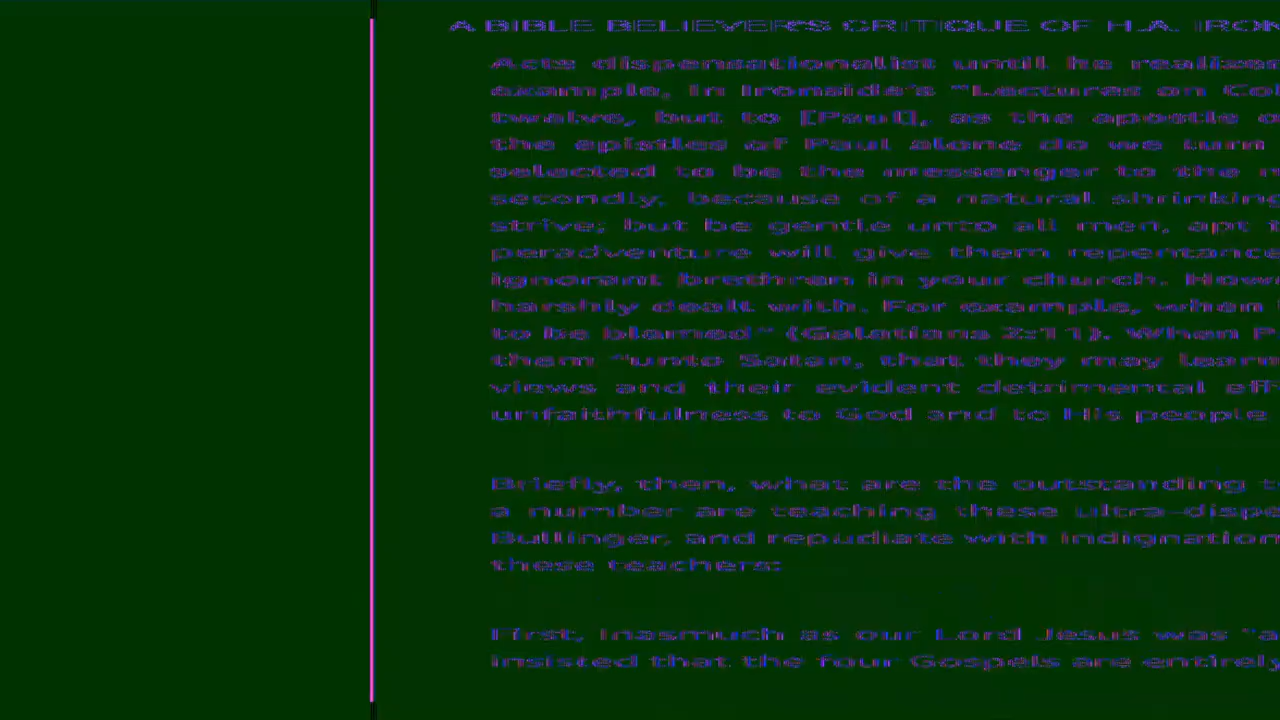 A BIBLE BELIEVER'S CRITIQUE OF H.A. IRON
Acts dispensationalist until he realizes
example, in Ironside's "Lectures on Col
twelve, but to [Paul], as the apostle o
the epistles of Paul alone do we turn
selected to be the messenger to the
secondly, because of a natural shrinking
strive; but be gentle unto all men, apt
peradventure will give them repentance
ignorant brethren in your church. How
harshly dealt with. For example, when
to be blamed" (Galatians 2:11). When P
them "unto Satan, that they may learn
views and their evident detrimental eff
unfaithfulness to God and to His people
Briefly, then, what are the outstanding
a number are teaching these ultra-dispe
Bullinger, and repudiate with indignation
these teachers:
First, inasmuch as our Lord Jesus was "a
insisted that the four Gospels are entirely